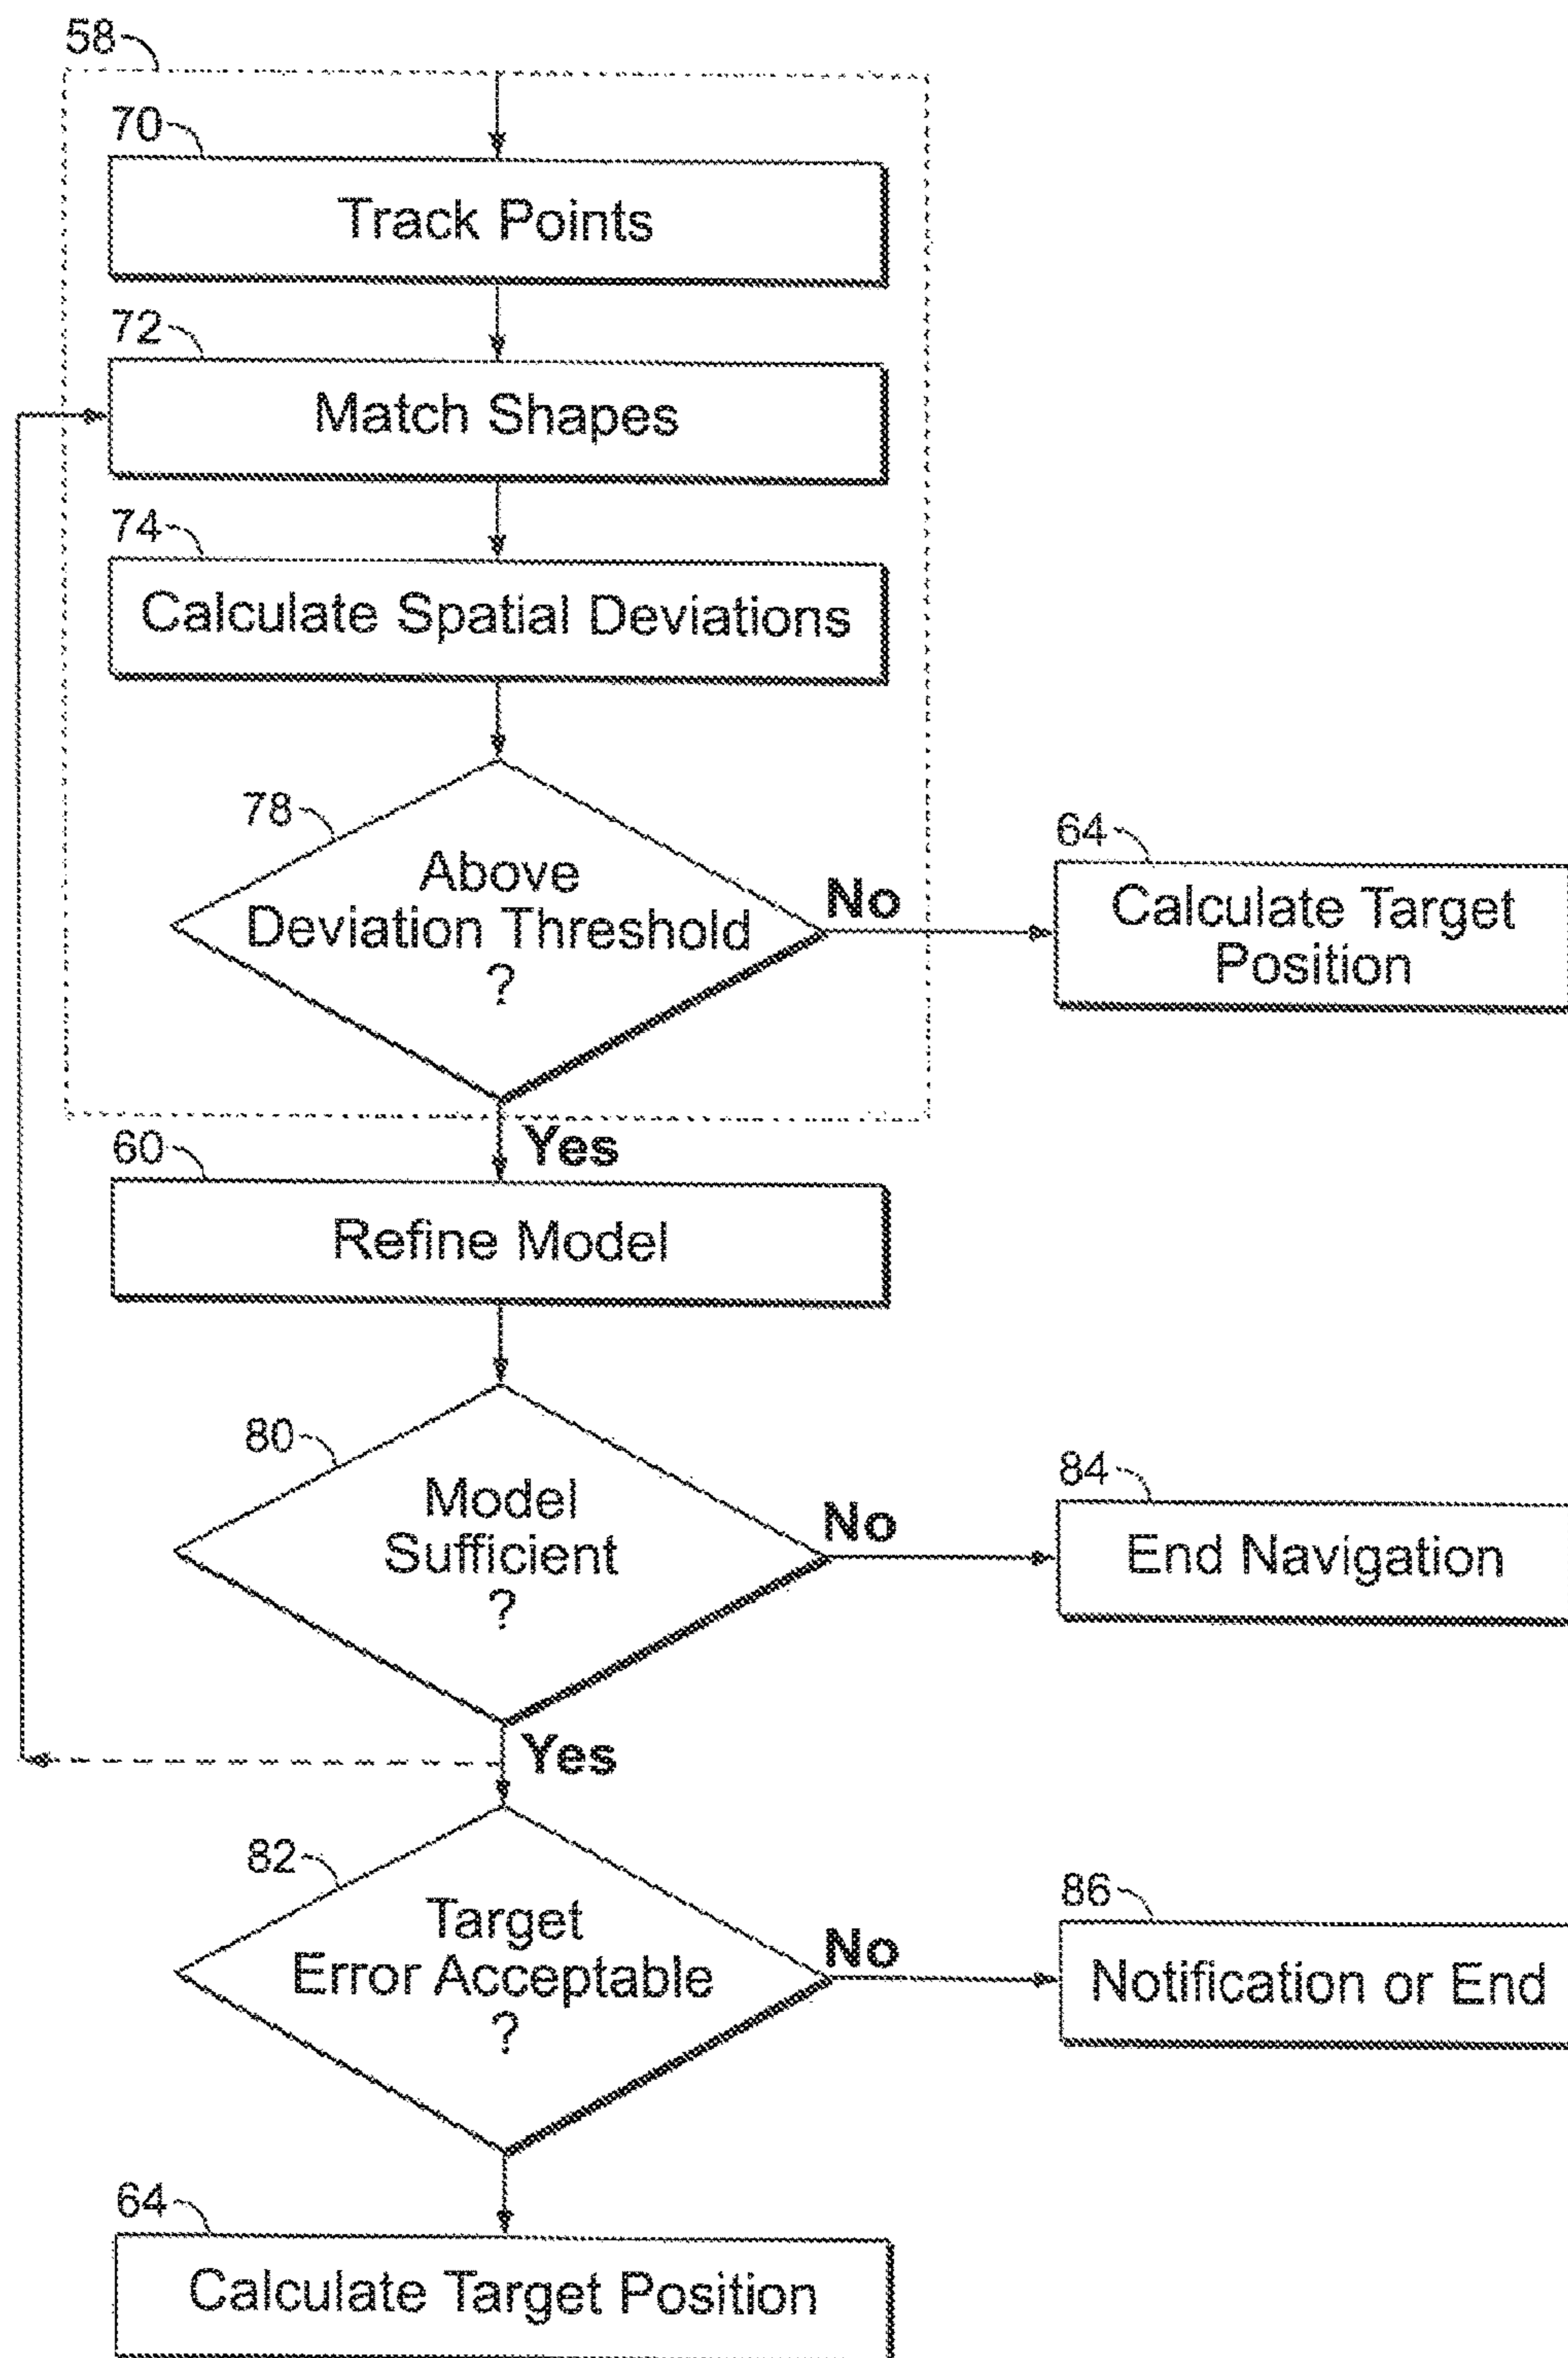 58
70
Track Points
72
Match Shapes
74
Calculate Spatial Deviations
78
Above
Deviation Threshold
?
No
64
Calculate Target
Position
Yes
60
Refine Model
80
Model
Sufficient
?
No
84
End Navigation
Yes
82
Target
Error Acceptable
?
No
86
Notification or End
64
Calculate Target Position